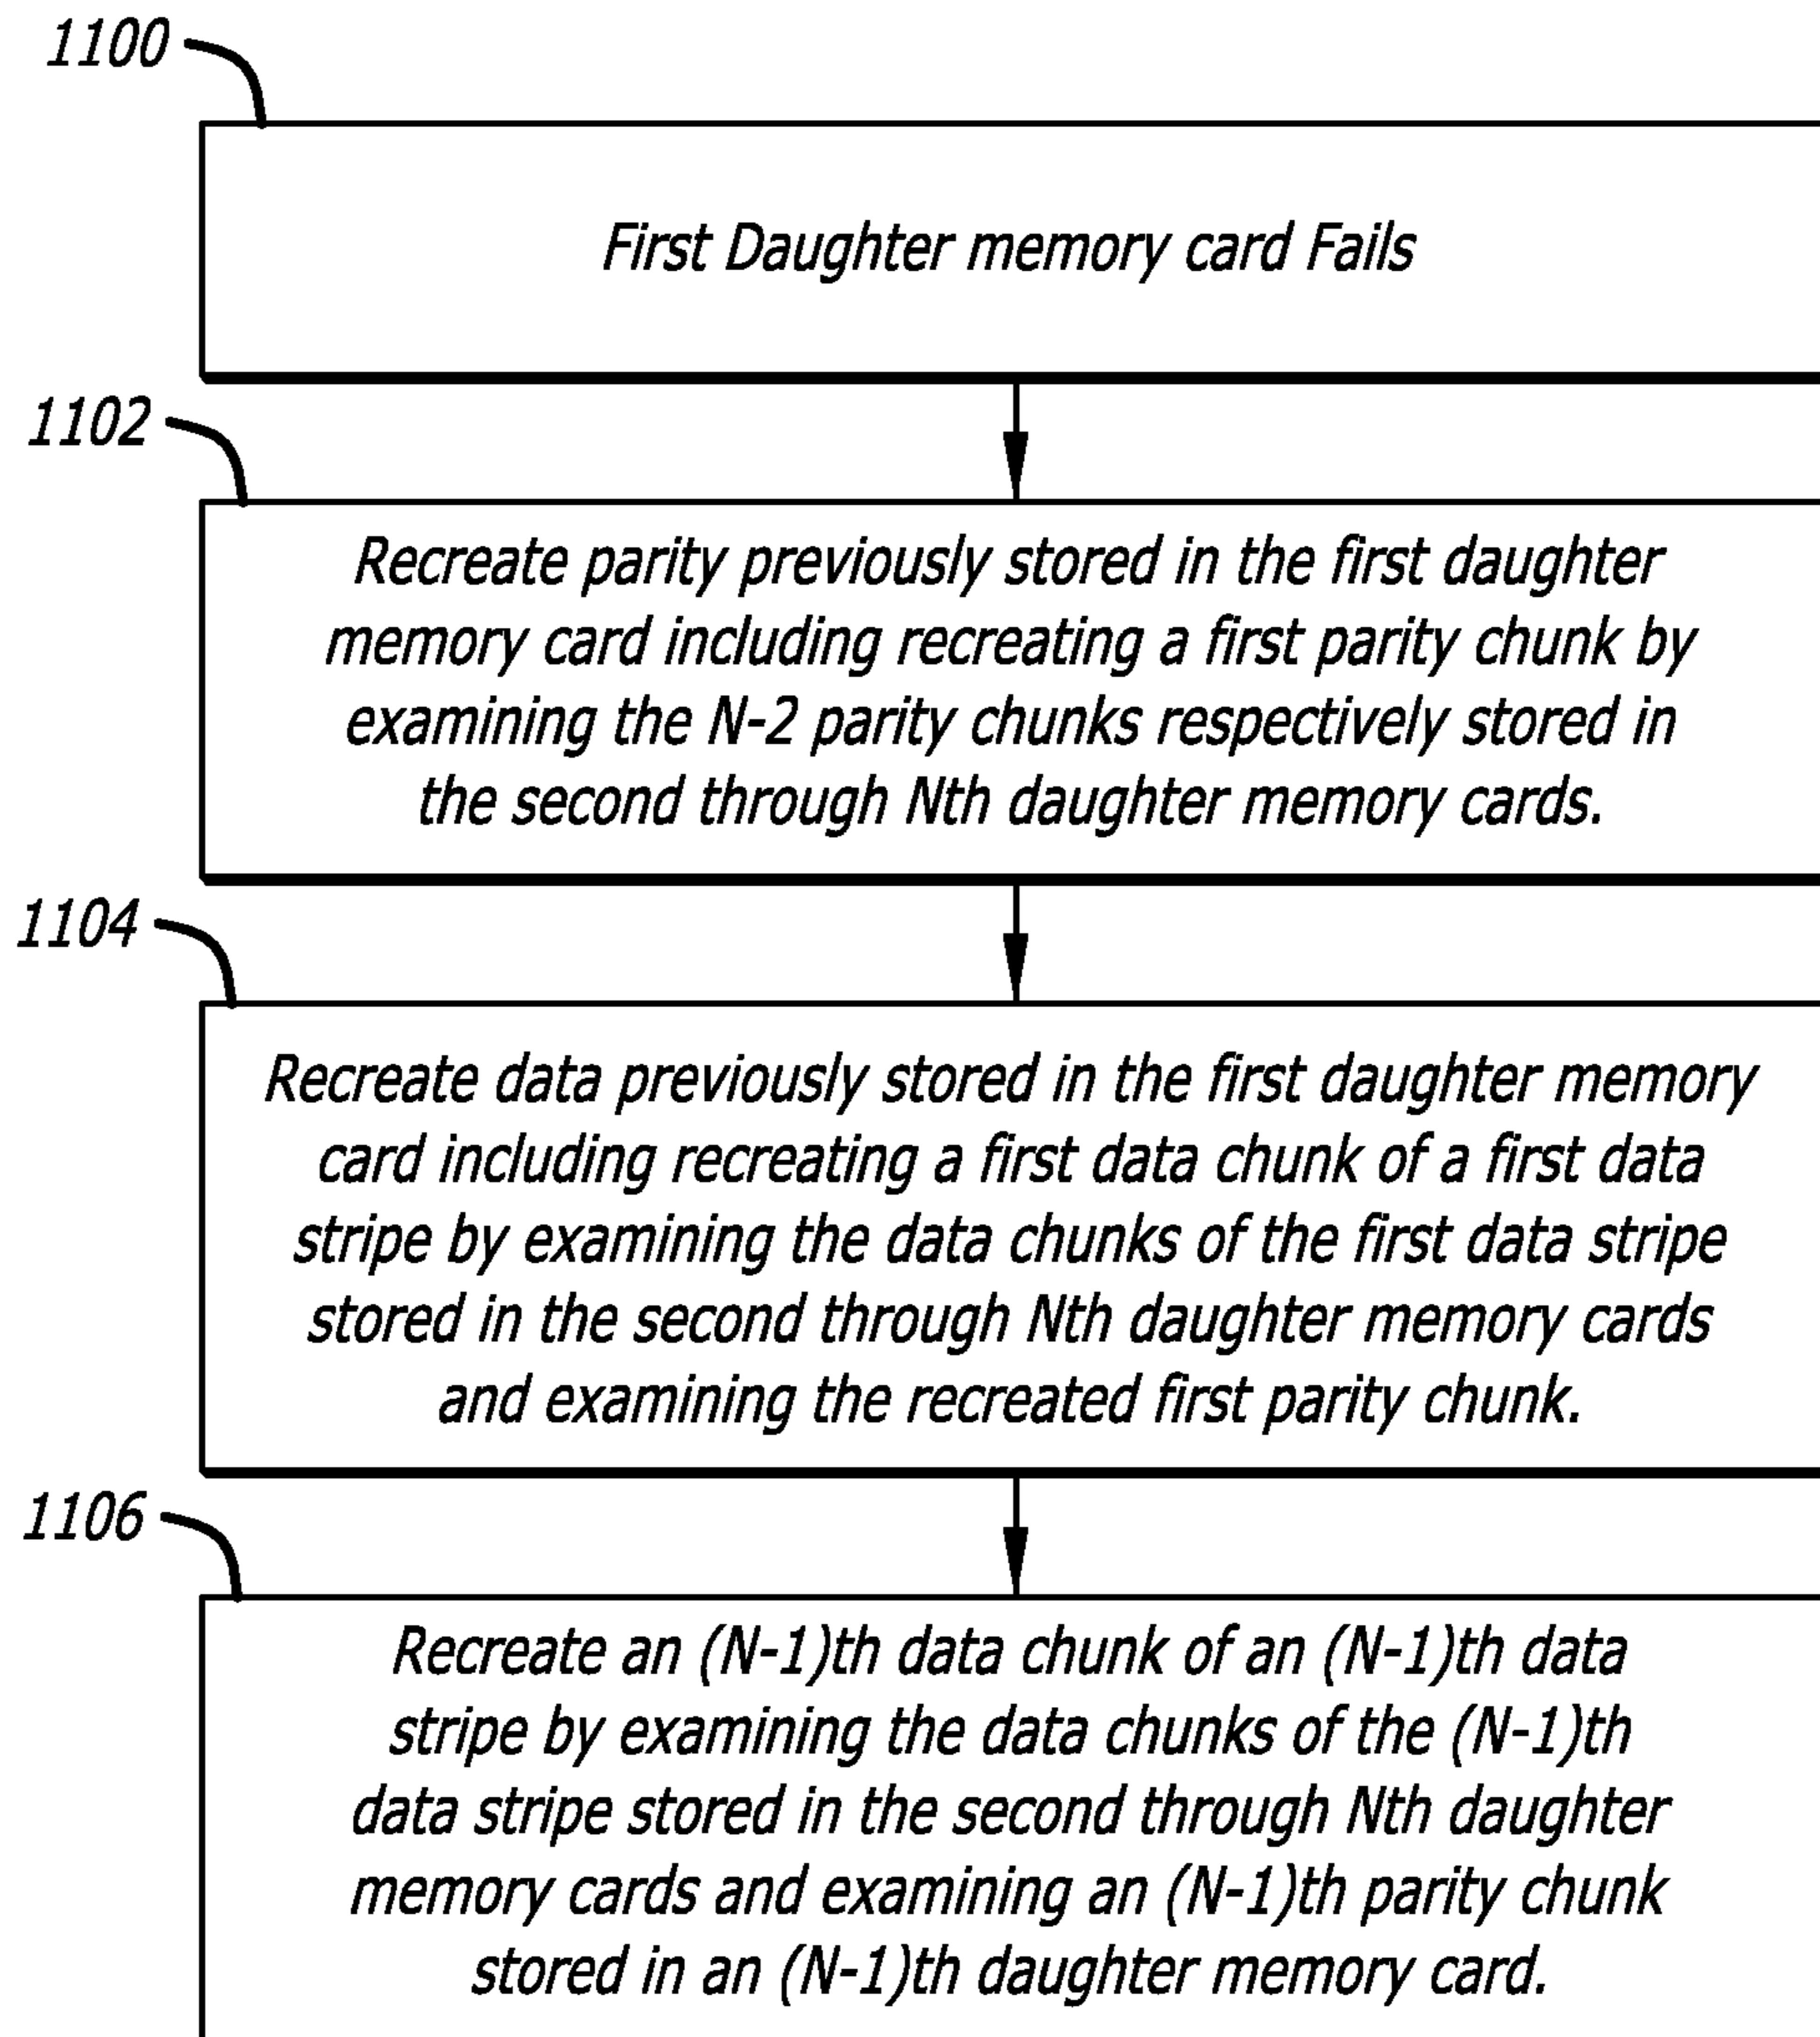 1100
First Daughter memory card Fails
1102
Recreate parity previously stored in the first daughter
memory card including recreating a first parity chunk by
examining the N-2 parity chunks respectively stored in
the second through Nth daughter memory cards.
1104
Recreate data previously stored in the first daughter memory
card including recreating a first data chunk of a first data
stripe by examining the data chunks of the first data stripe
stored in the second through Nth daughter memory cards
and examining the recreated first parity chunk.
1106
Recreate an (N-1)th data chunk of an (N-1)th data
stripe by examining the data chunks of the (N-1)th
data stripe stored in the second through Nth daughter
memory cards and examining an (N-1)th parity chunk
stored in an (N-1)th daughter memory card.